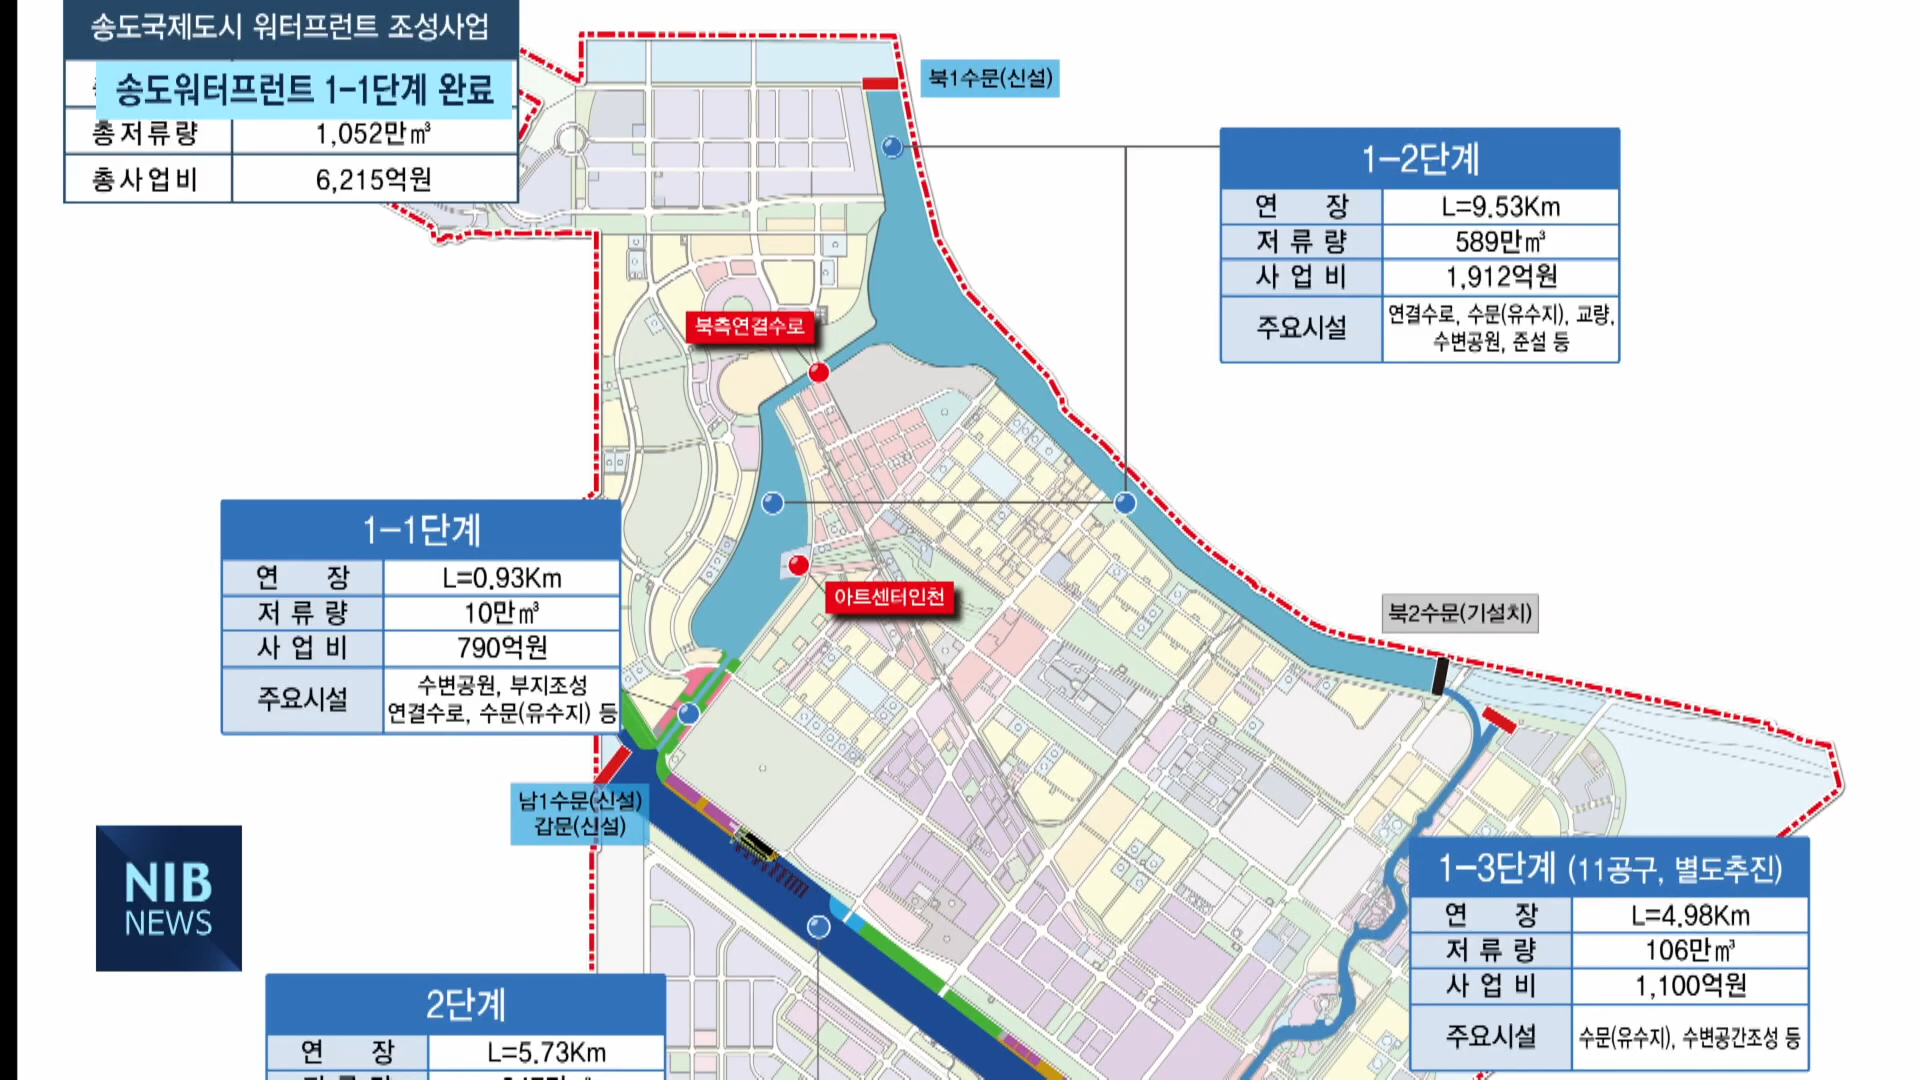 송도국제도시 워터프런트 조성사업
송도워터프런트 1-1단계 완료
총저류량 1,052만㎥
총사업비 6,215억원
북1수문(신설)
1-2단계
연 장 L=9.53Km
저 류 량 589만㎥
사 업 비 1,912억원
주요시설 연결수로, 수문(유수지), 교량,
수변공원, 준설 등
북측연결수로
아트센터인천
1-1단계
연 장 L=0.93Km
저 류 량 10만㎥
사 업 비 790억원
주요시설 수변공원, 부지조성
연결수로, 수문(유수지) 등
북2수문(기설치)
남1수문(신설)
갑문(신설)
NIB
NEWS
1-3단계 (11공구, 별도추진)
연 장 L=4.98Km
저 류 량 106만㎥
사 업 비 1,100억원
주요시설 수문(유수지), 수변공간조성 등
2단계
연 장 L=5.73Km